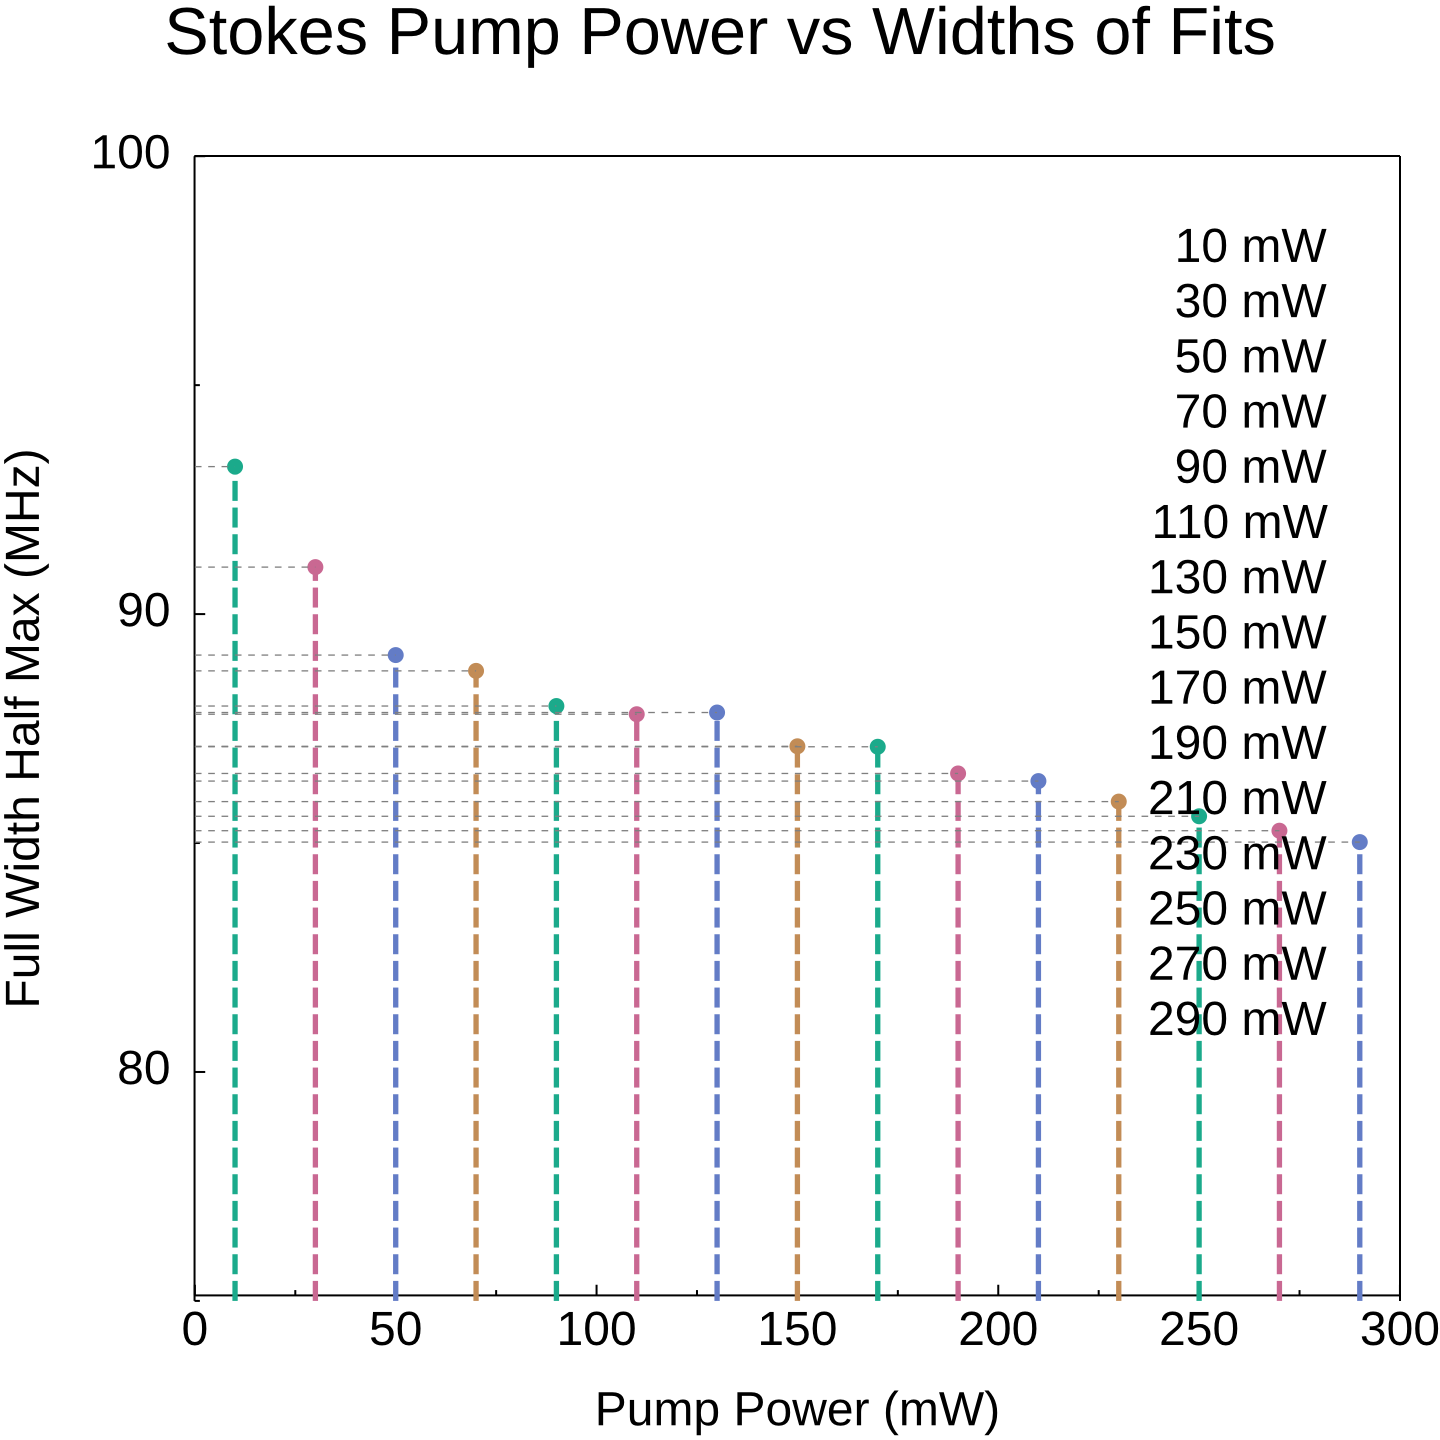 Stokes Pump Power vs Widths of Fits
100
90
80
Full Width Half Max (MHz)
10 mW
30 mW
50 mW
70 mW
90 mW
110 mW
130 mW
150 mW
170 mW
190 mW
210 mW
230 mW
250 mW
270 mW
290 mW
0 50 100 150 200 250 300
Pump Power (mW)